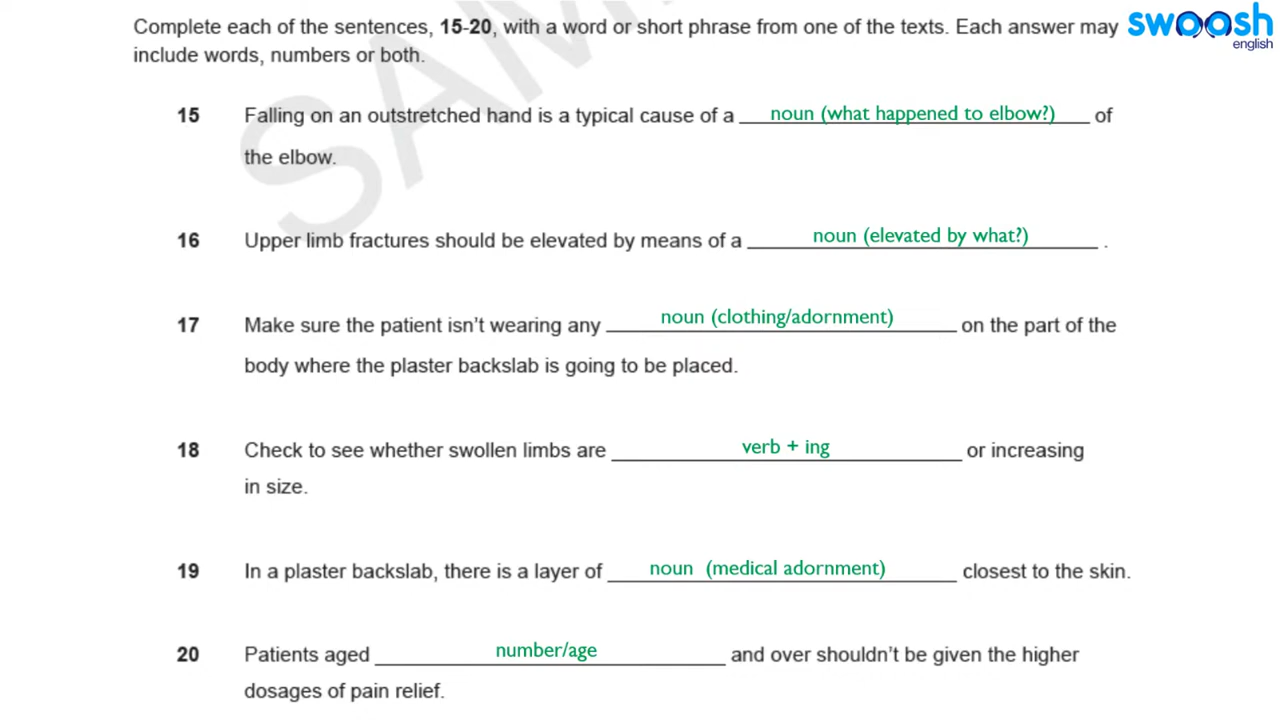 Complete each of the sentences, 15-20, with a word or short phrase from one of the texts. Each answer may
include words, numbers or both.
swoosh
english
15 Falling on an outstretched hand is a typical cause of a noun (what happened to elbow?) of
the elbow.
16 Upper limb fractures should be elevated by means of a noun (elevated by what?) .
17 Make sure the patient isn't wearing any noun (clothing/adornment) on the part of the
body where the plaster backslab is going to be placed.
18 Check to see whether swollen limbs are verb + ing or increasing
in size.
19 In a plaster backslab, there is a layer of noun (medical adornment) closest to the skin.
20 Patients aged number/age and over shouldn't be given the higher
dosages of pain relief.
SAM